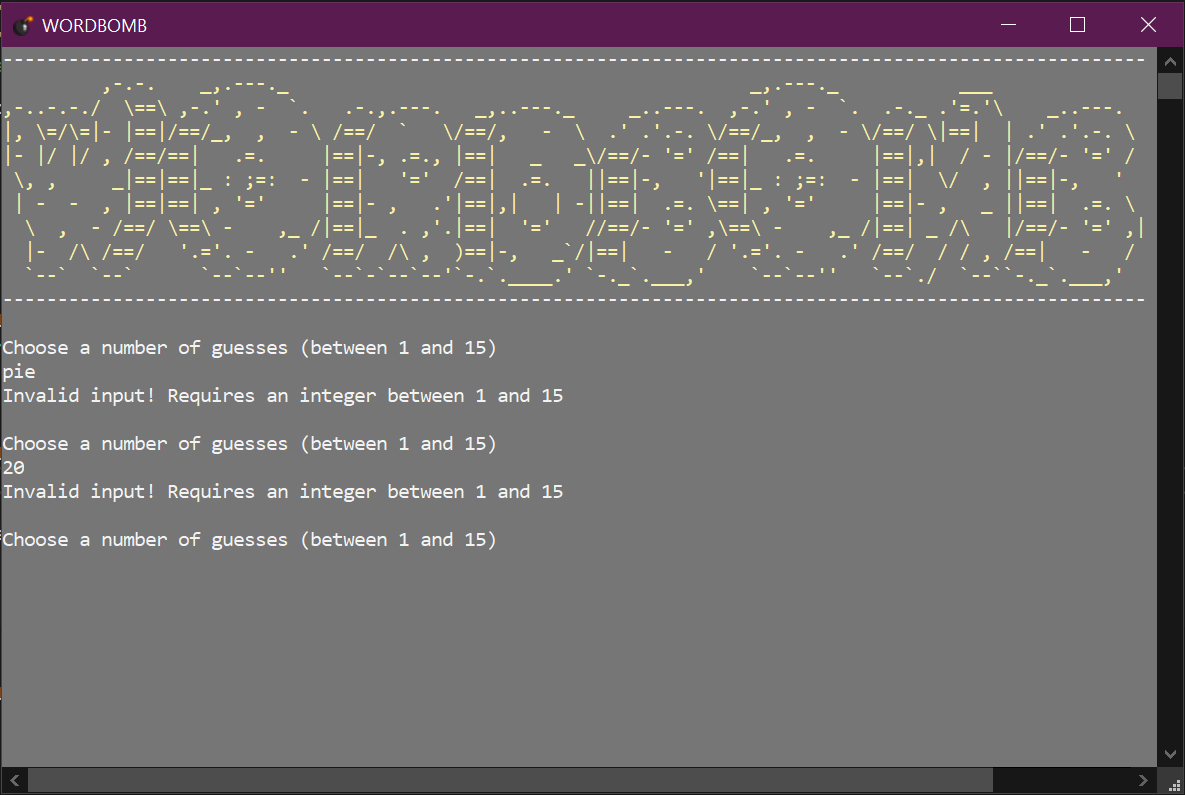 WORDBOMB
WORDBOMB
Choose a number of guesses (between 1 and 15)
pie
Invalid input! Requires an integer between 1 and 15
Choose a number of guesses (between 1 and 15)
20
Invalid input! Requires an integer between 1 and 15
Choose a number of guesses (between 1 and 15)